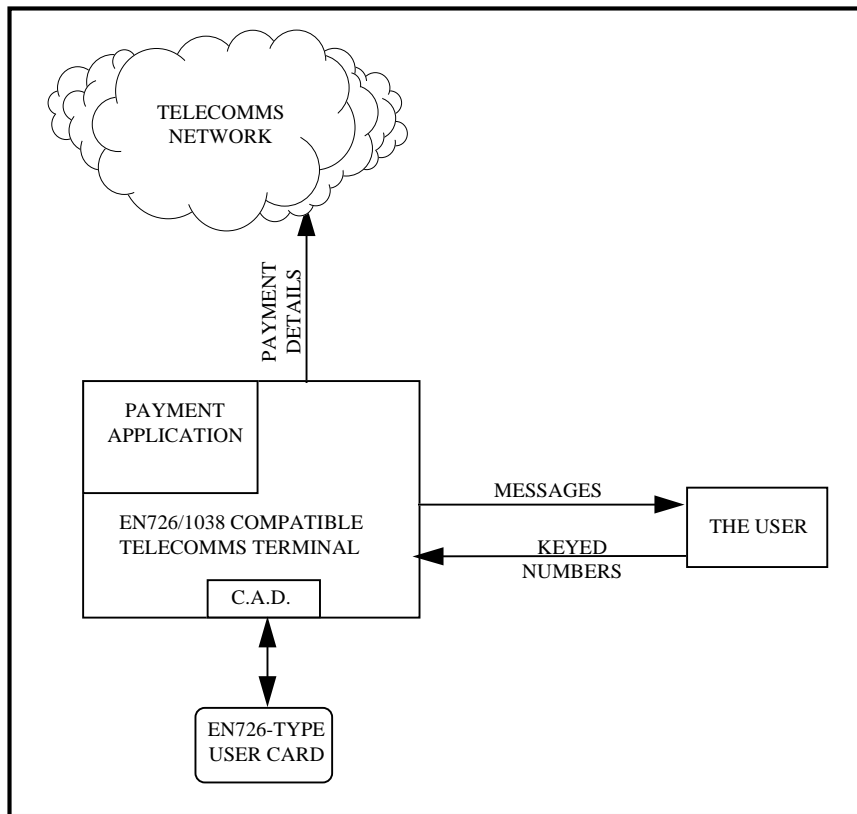 TELECOMMS
NETWORK
PAYMENT
DETAILS
PAYMENT
APPLICATION
EN726/1038 COMPATIBLE
TELECOMMS TERMINAL
C.A.D.
MESSAGES
KEYED
NUMBERS
THE USER
EN726-TYPE
USER CARD